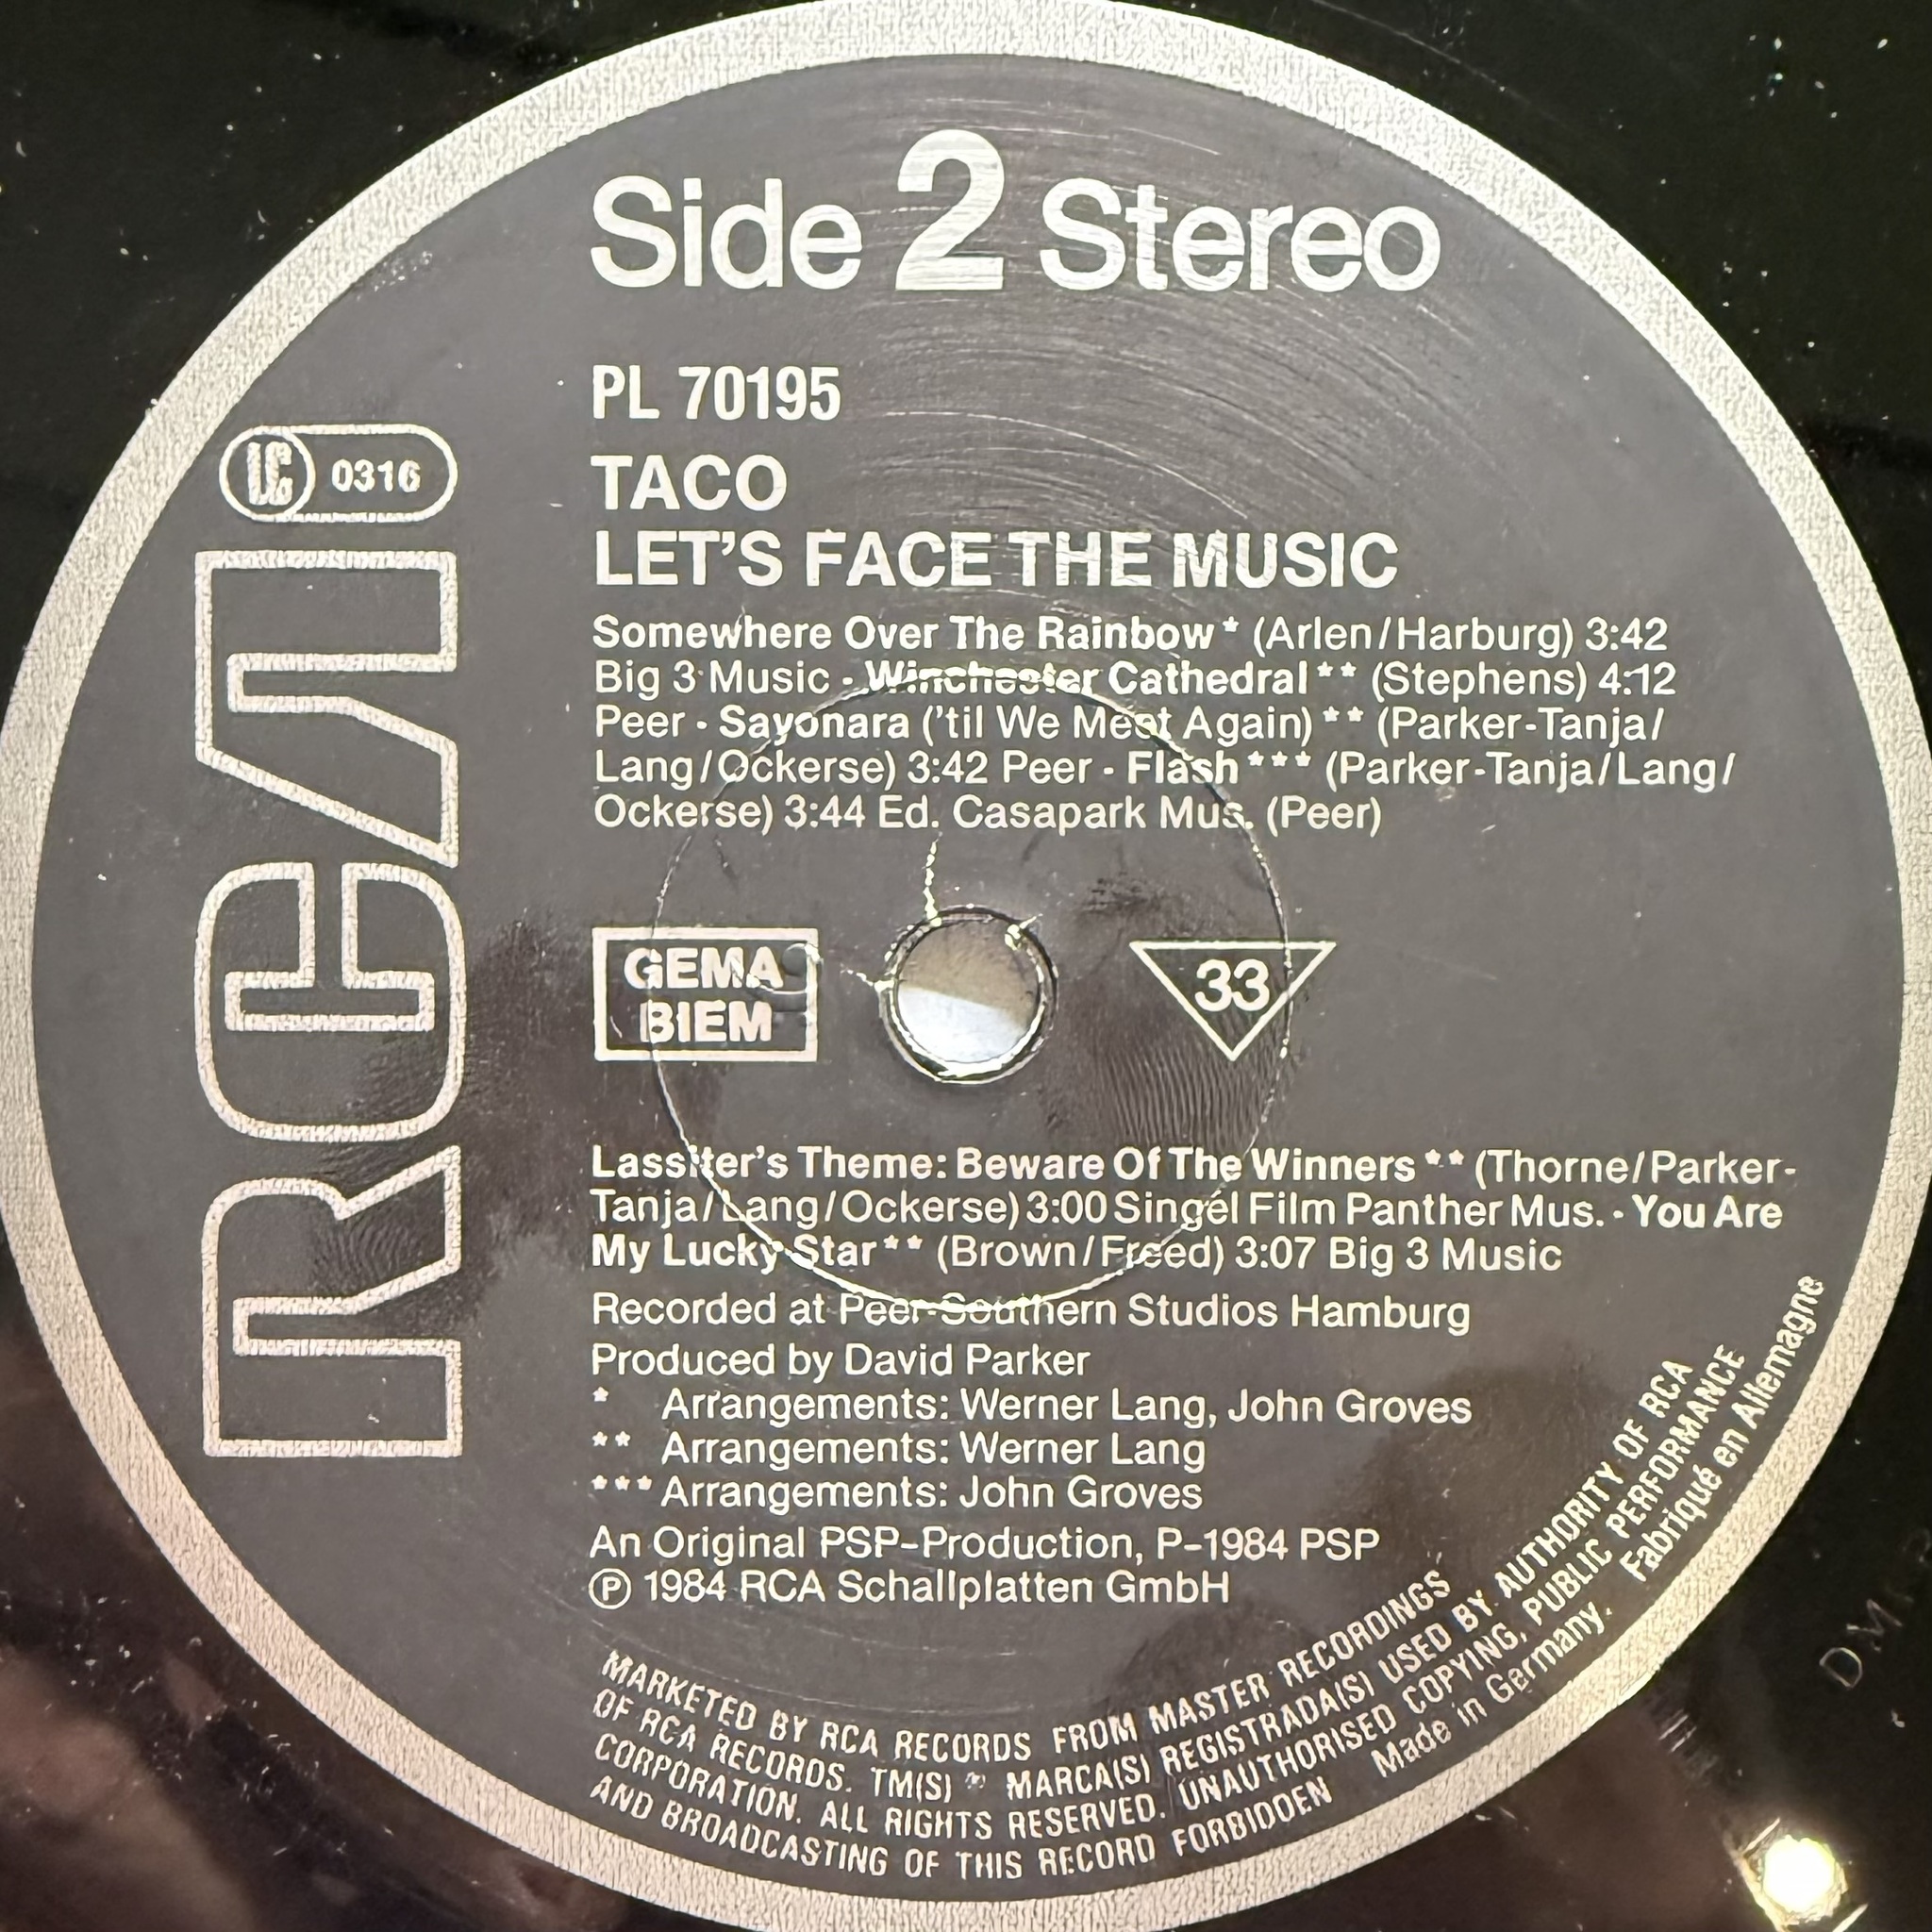 Side 2 Stereo
PL 70195
LC 0316
TACO
LET'S FACE THE MUSIC
Somewhere Over The Rainbow * (Arlen/Harburg) 3:42
Big 3 Music - Winchester Cathedral ** (Stephens) 4:12
Peer - Sayonara ('til We Meet Again) ** (Parker-Tanja/
Lang/Ockerse) 3:42 Peer - Flash *** (Parker-Tanja/Lang/
Ockerse) 3:44 Ed. Casapark Mus. (Peer)
RCA
GEMA
BIEM
33
Lassiter's Theme: Beware Of The Winners ** (Thorne/Parker-
Tanja/Lang/Ockerse) 3:00 Singel Film Panther Mus. - You Are
My Lucky Star ** (Brown/Freed) 3:07 Big 3 Music
Recorded at Peer-Southern Studios Hamburg
Produced by David Parker
* Arrangements: Werner Lang, John Groves
** Arrangements: Werner Lang
*** Arrangements: John Groves
An Original PSP-Production, P-1984 PSP
℗ 1984 RCA Schallplatten GmbH
MARKETED BY RCA RECORDS FROM MASTER RECORDINGS
OF RCA RECORDS. TM(S) ® MARCA(S) REGISTRADA(S) USED BY AUTHORITY OF RCA
CORPORATION. ALL RIGHTS RESERVED. UNAUTHORISED COPYING, PUBLIC PERFORMANCE
AND BROADCASTING OF THIS RECORD FORBIDDEN Made in Germany. Fabriqué en Allemagne